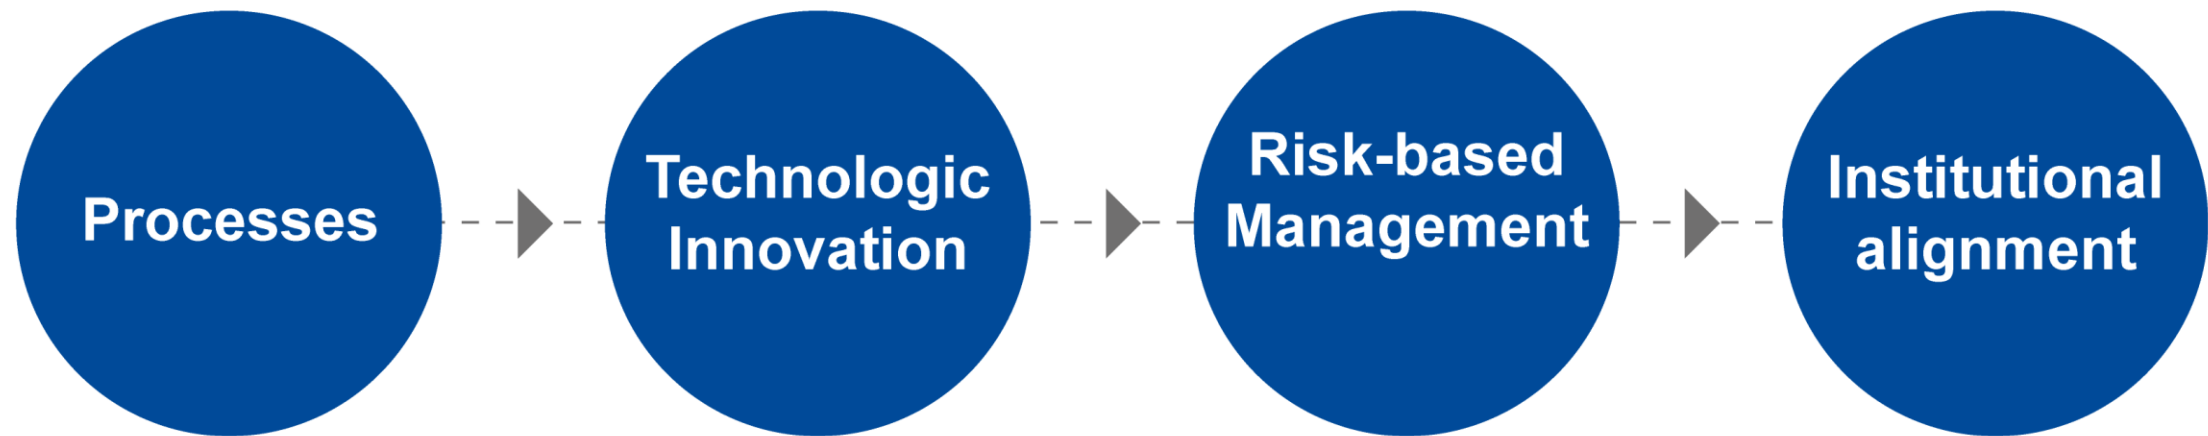 Processes
Technologic
Innovation
Risk-based
Management
Institutional
alignment